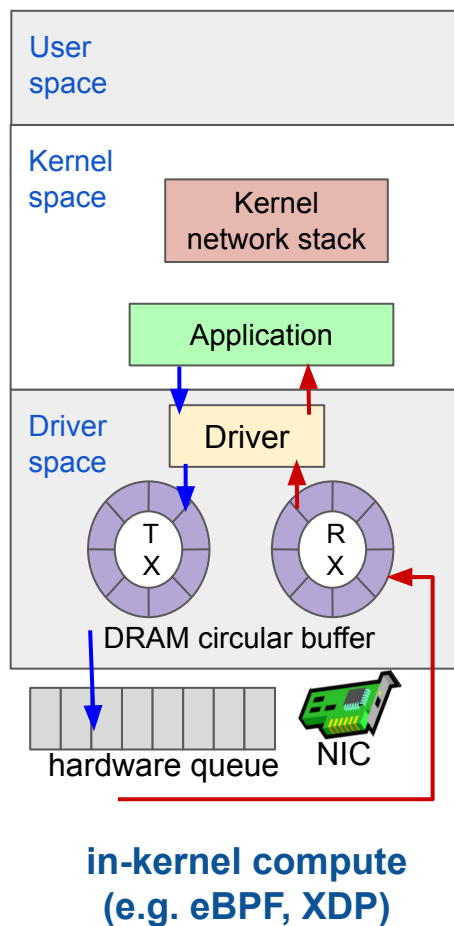 User
space
Kernel
space
Kernel
network stack
Application
Driver
space
Driver
T
X
R
X
DRAM circular buffer
hardware queue
NIC
in-kernel compute
(e.g. eBPF, XDP)